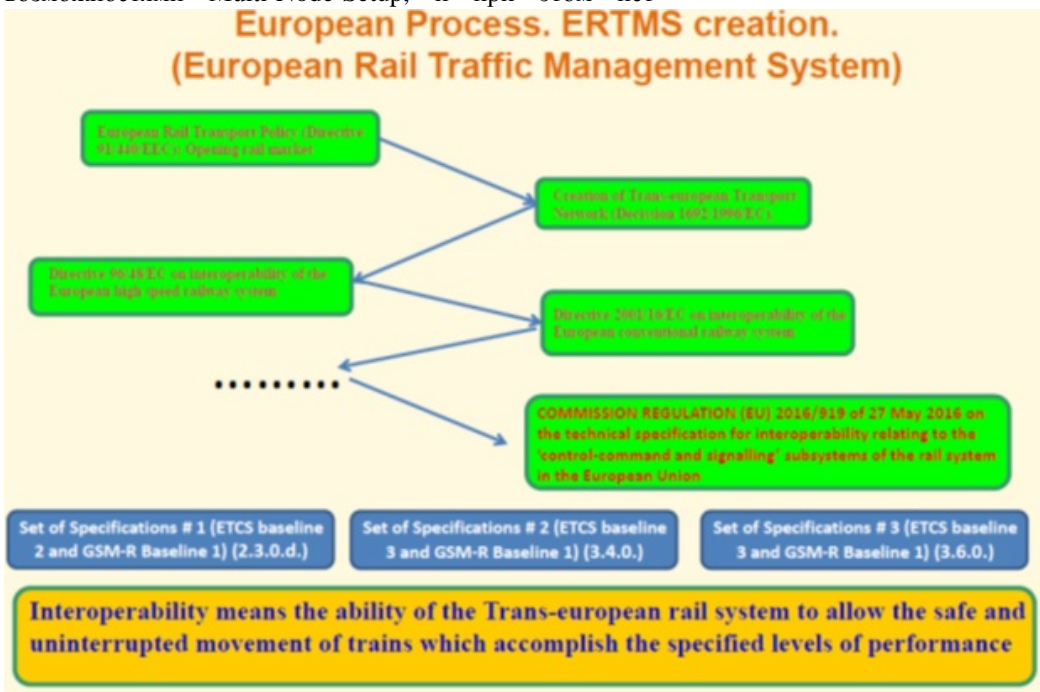 European Process. ERTMS creation.
(European Rail Traffic Management System)
European Rail Transport Policy (Directive
91/440/EEC): Opening rail market
Creation of Trans-european Transport
Network (Decision 1692/1996/EC)
Directive 96/48/EC on interoperability of the
European high speed railway system
Directive 2001/16/EC on interoperability of the
European conventional railway system
.........
COMMISSION REGULATION (EU) 2016/919 of 27 May 2016 on
the technical specification for interoperability relating to the
‘control-command and signalling’ subsystems of the rail system
in the European Union
Set of Specifications # 1 (ETCS baseline
2 and GSM-R Baseline 1) (2.3.0.d.)
Set of Specifications # 2 (ETCS baseline
3 and GSM-R Baseline 1) (3.4.0.)
Set of Specifications # 3 (ETCS baseline
3 and GSM-R Baseline 1) (3.6.0.)
Interoperability means the ability of the Trans-european rail system to allow the safe and
uninterrupted movement of trains which accomplish the specified levels of performance